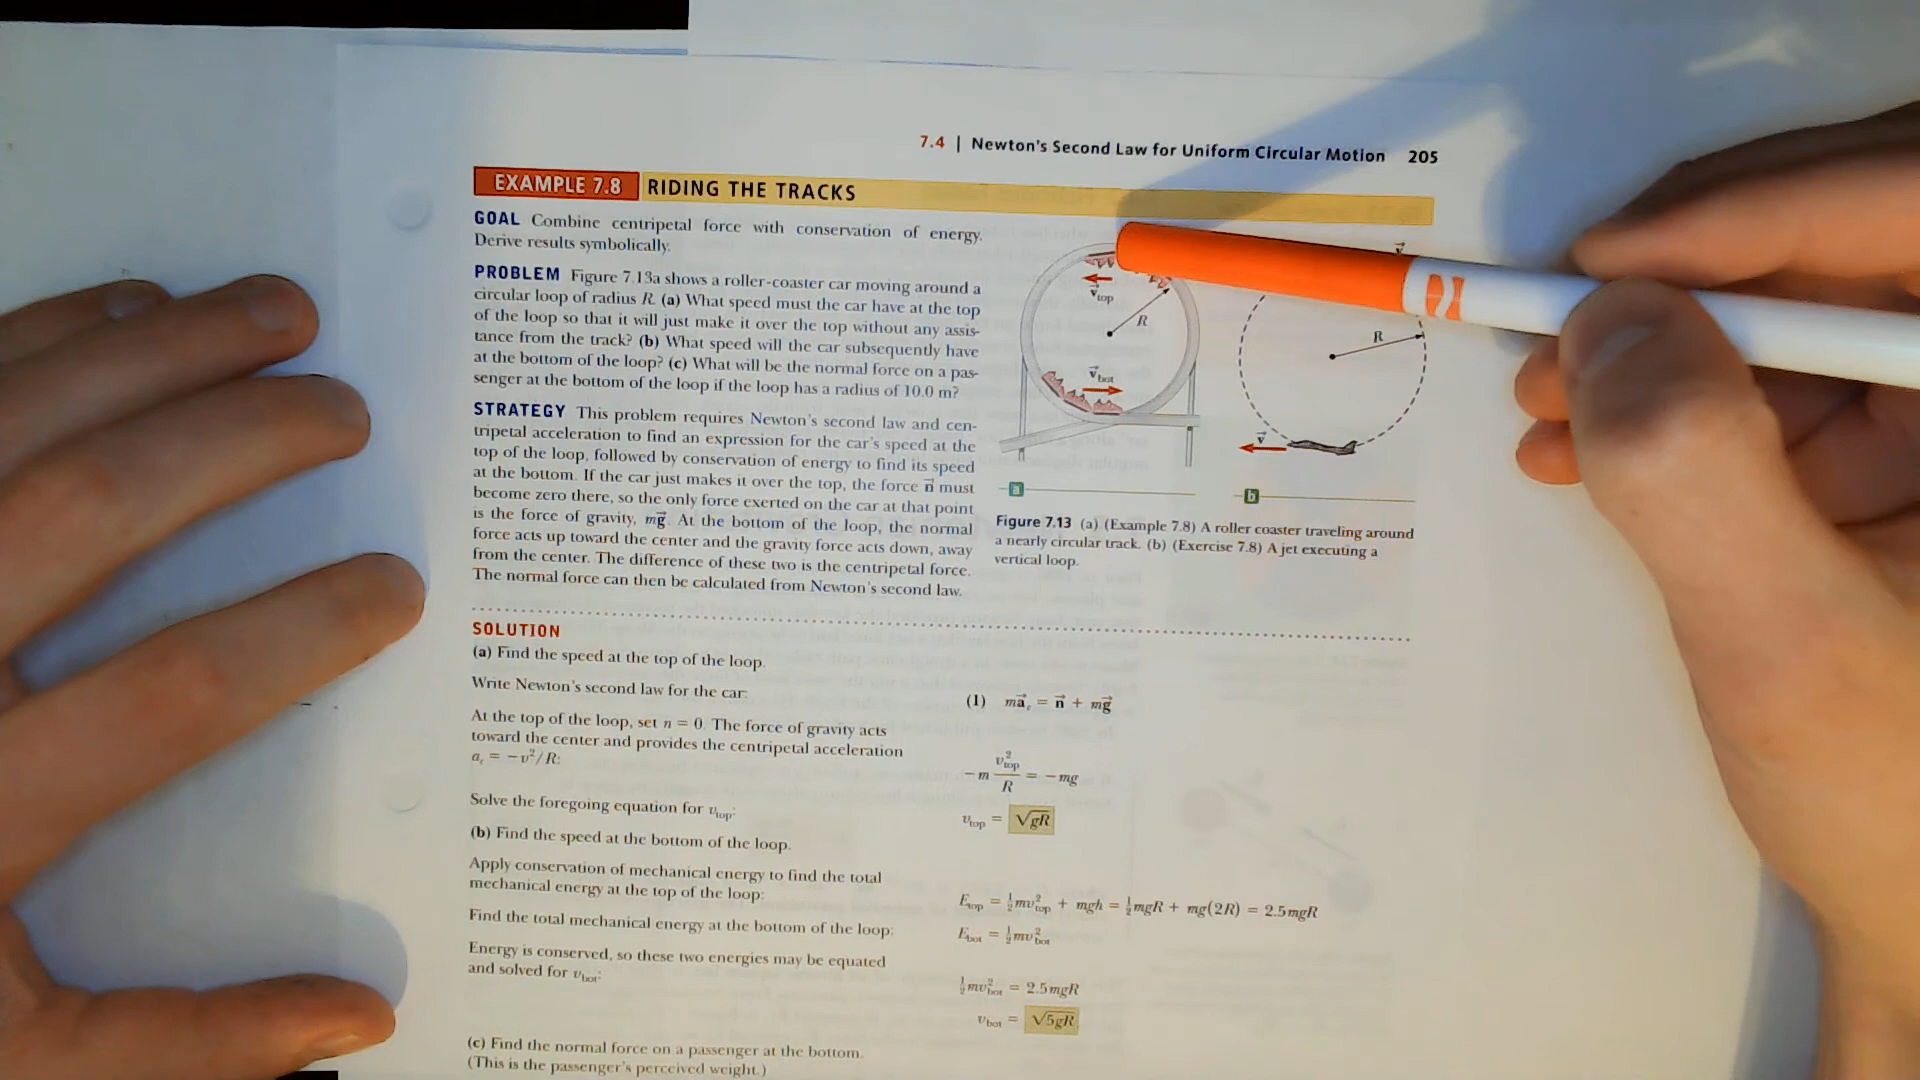 7.4 | Newton's Second Law for Uniform Circular Motion 205
EXAMPLE 7.8 RIDING THE TRACKS
GOAL Combine centripetal force with conservation of energy.
Derive results symbolically.
PROBLEM Figure 7.13a shows a roller-coaster car moving around a
circular loop of radius R. (a) What speed must the car have at the top
of the loop so that it will just make it over the top without any assis-
tance from the track? (b) What speed will the car subsequently have
at the bottom of the loop? (c) What will be the normal force on a pas-
senger at the bottom of the loop if the loop has a radius of 10.0 m?
STRATEGY This problem requires Newton's second law and cen-
tripetal acceleration to find an expression for the car's speed at the
top of the loop, followed by conservation of energy to find its speed
at the bottom. If the car just makes it over the top, the force n⃗ must
become zero there, so the only force exerted on the car at that point
is the force of gravity, mg⃗. At the bottom of the loop, the normal
force acts up toward the center and the gravity force acts down, away
from the center. The difference of these two is the centripetal force.
The normal force can then be calculated from Newton's second law.
v⃗top
R
v⃗bot
a
v⃗
R
v⃗
b
Figure 7.13 (a) (Example 7.8) A roller coaster traveling around
a nearly circular track. (b) (Exercise 7.8) A jet executing a
vertical loop.
SOLUTION
(a) Find the speed at the top of the loop.
Write Newton's second law for the car:
(1) ma⃗c = n⃗ + mg⃗
At the top of the loop, set n = 0. The force of gravity acts
toward the center and provides the centripetal acceleration
ac = −v²/R:
−m v²top/R = −mg
Solve the foregoing equation for vtop:
vtop = √gR
(b) Find the speed at the bottom of the loop.
Apply conservation of mechanical energy to find the total
mechanical energy at the top of the loop:
Etop = ½mv²top + mgh = ½mgR + mg(2R) = 2.5mgR
Find the total mechanical energy at the bottom of the loop:
Ebot = ½mv²bot
Energy is conserved, so these two energies may be equated
and solved for vbot:
½mv²bot = 2.5mgR
vbot = √5gR
(c) Find the normal force on a passenger at the bottom.
(This is the passenger's perceived weight.)